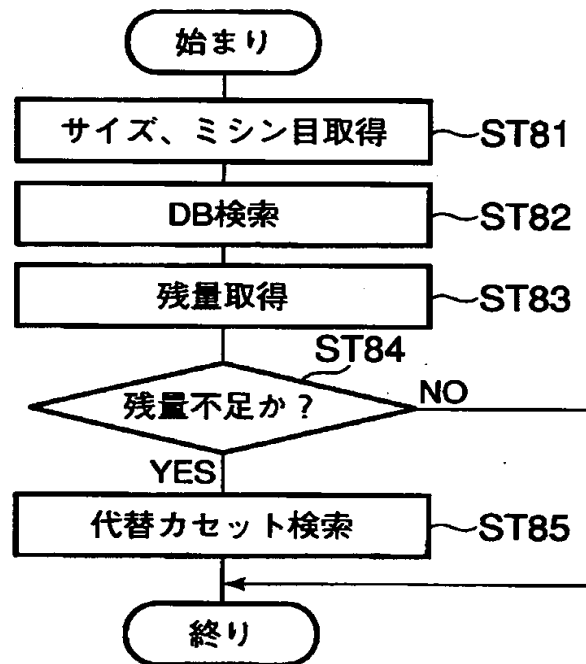 始まり
サイズ、ミシン目取得
ST81
DB検索
ST82
残量取得
ST83
ST84
残量不足か？
NO
YES
代替カセット検索
ST85
終り